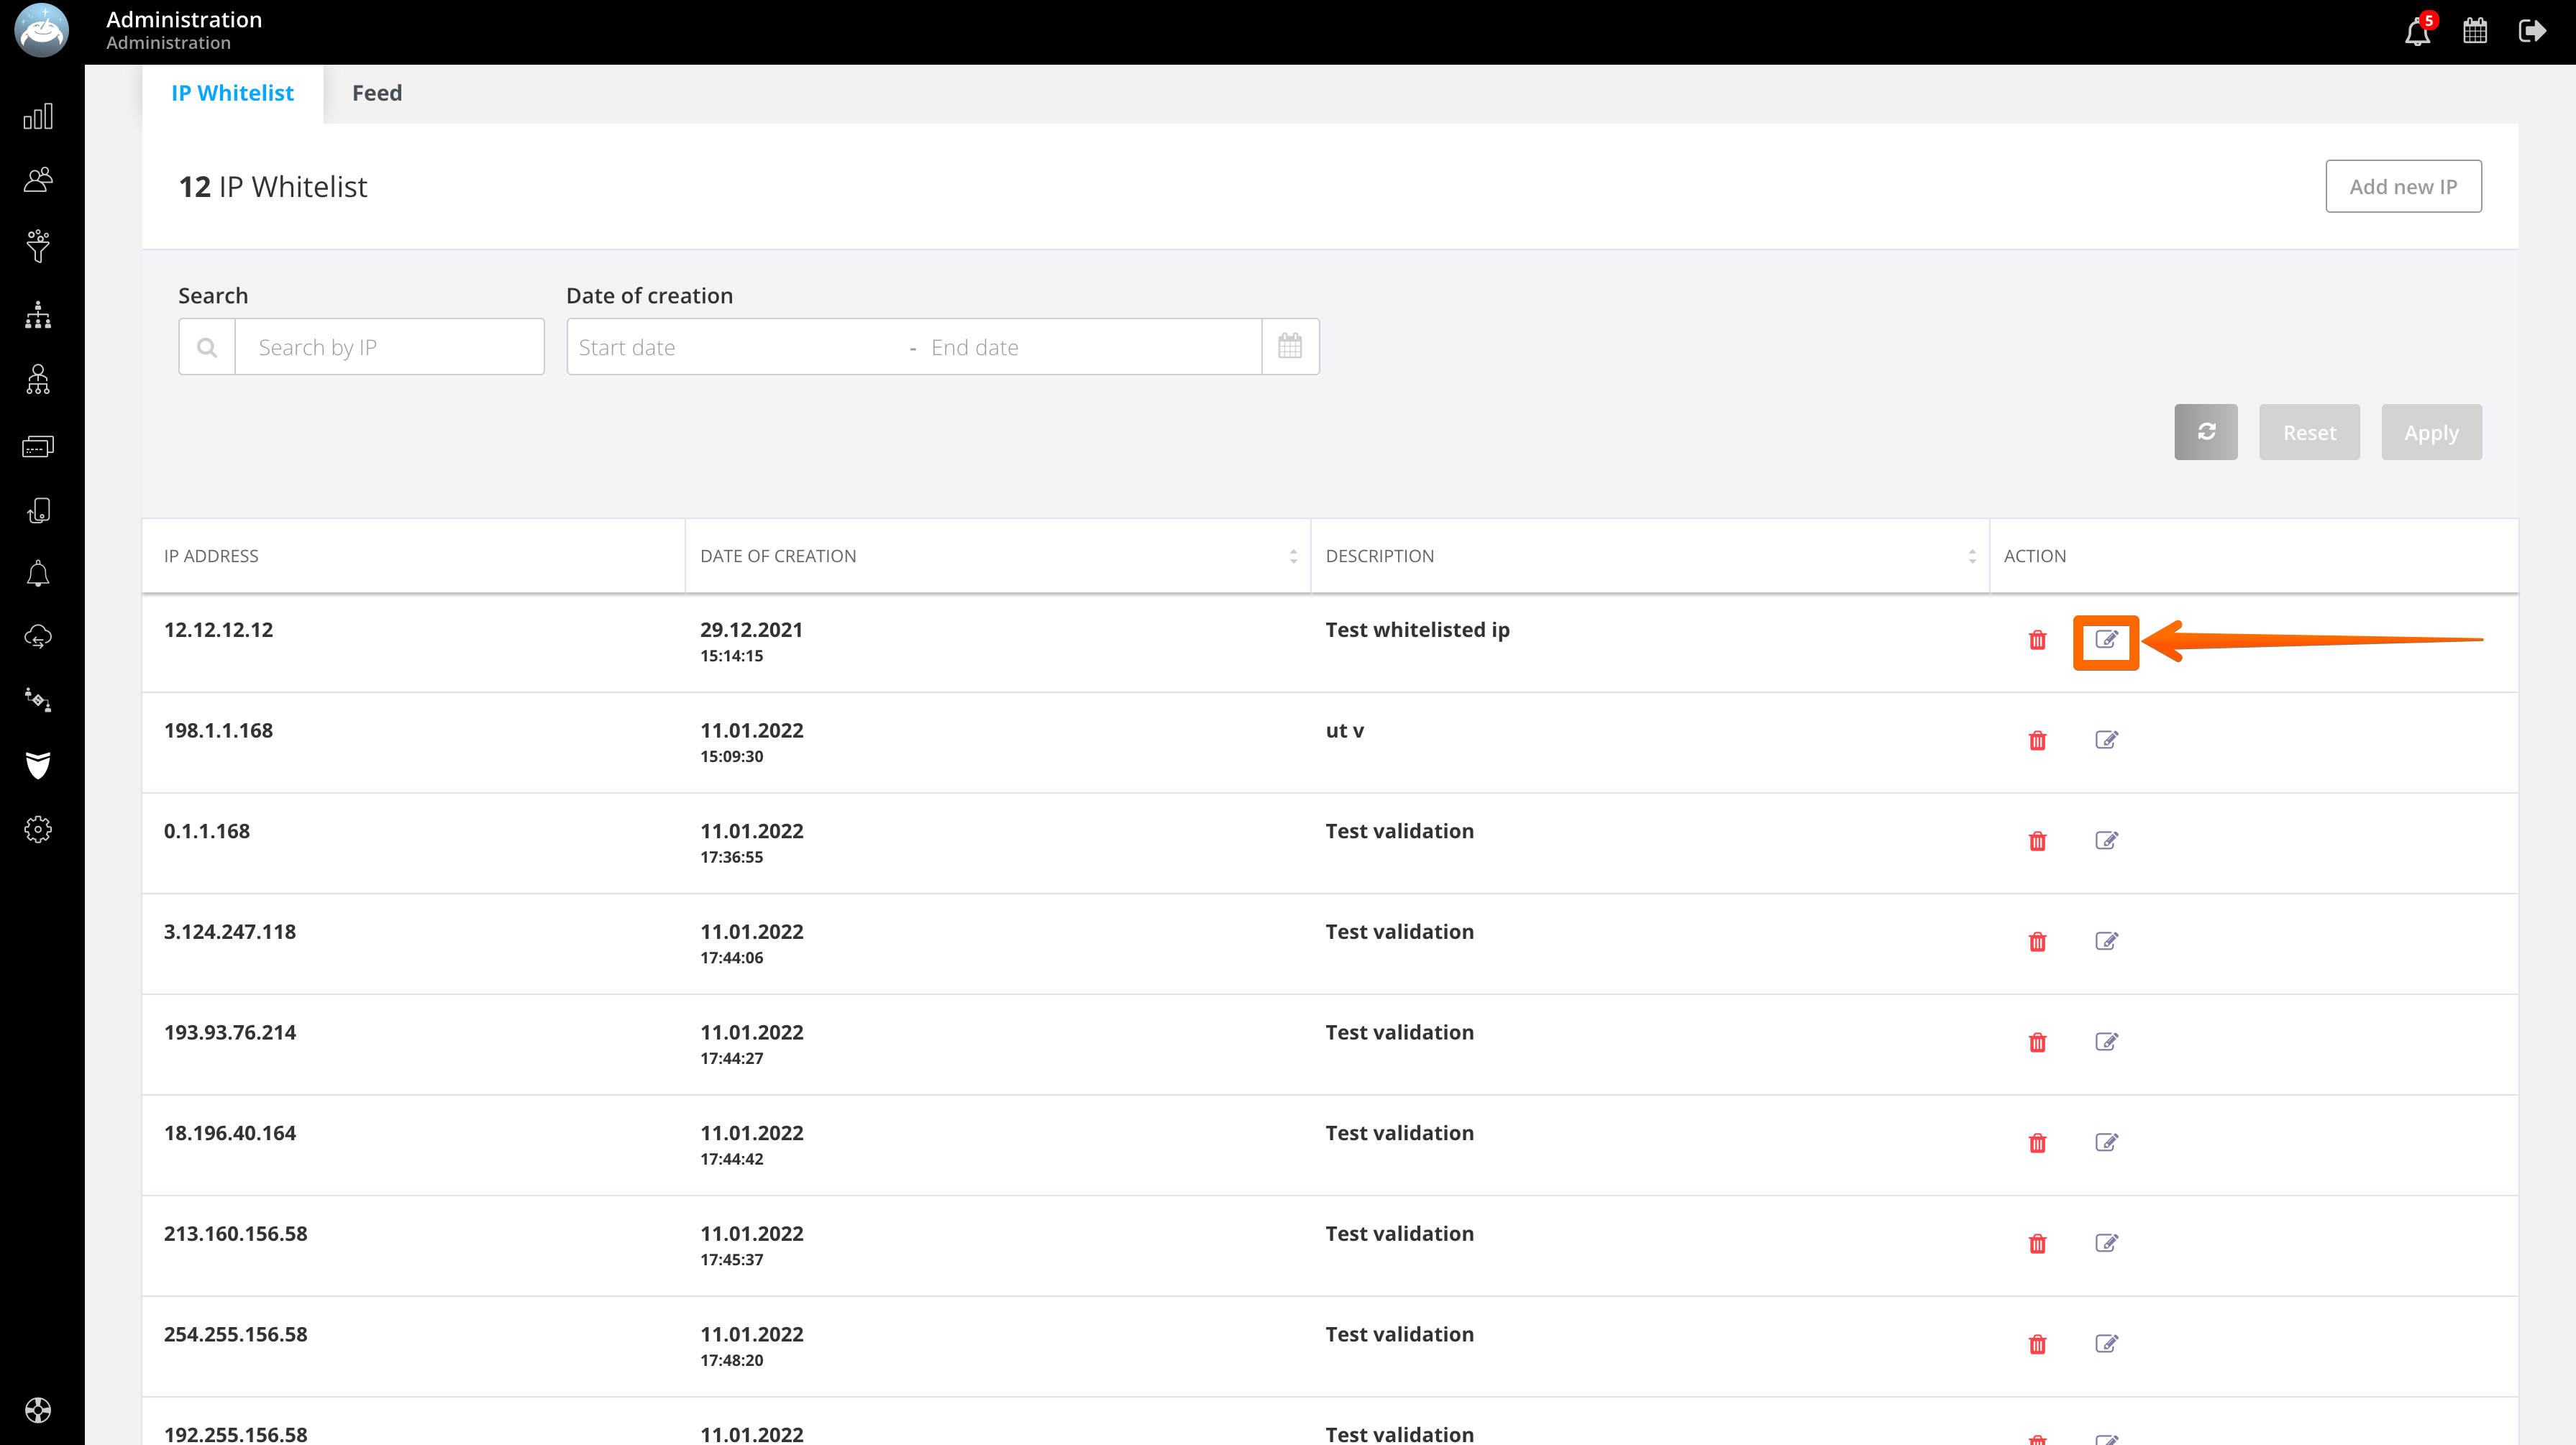 Administration
Administration
5
IP Whitelist Feed
12 IP Whitelist
Add new IP
Search Date of creation
Search by IP Start date - End date
Reset Apply
IP ADDRESS DATE OF CREATION DESCRIPTION ACTION
12.12.12.12 29.12.2021 Test whitelisted ip
15:14:15
198.1.1.168 11.01.2022 ut v
15:09:30
0.1.1.168 11.01.2022 Test validation
17:36:55
3.124.247.118 11.01.2022 Test validation
17:44:06
193.93.76.214 11.01.2022 Test validation
17:44:27
18.196.40.164 11.01.2022 Test validation
17:44:42
213.160.156.58 11.01.2022 Test validation
17:45:37
254.255.156.58 11.01.2022 Test validation
17:48:20
192.255.156.58 11.01.2022 Test validation